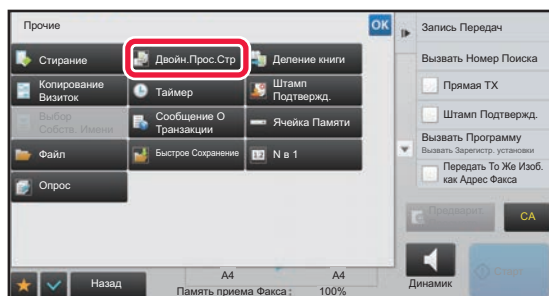 Прочие
OK
Стирание
Двойн.Прос.Стр
Деление книги
Копирование
Визиток
Таймер
Штамп
Подтвержд.
Выбор
Собств. Имени
Сообщение О
Транзакции
Ячейка Памяти
Файл
Быстрое Сохранение
N в 1
Опрос
Назад
A4
A4
Память приема Факса :
100%
Запись Передач
Вызвать Номер Поиска
Прямая TX
Штамп Подтвержд.
Вызвать Программу
Вызвать Зарегистр. установки
Передать То Же Изоб.
как Адрес Факса
Предварит.
CA
Динамик
Старт